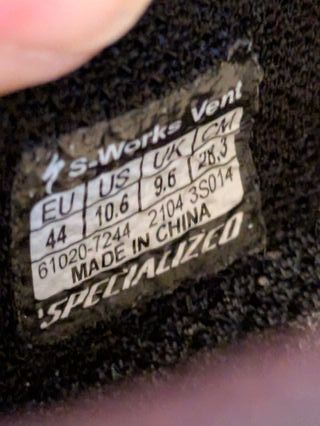 S-Works Vent
EU US UK CM
44 10.6 9.6 28.3
61020-7244 2104 3S014
MADE IN CHINA
SPECIALIZED